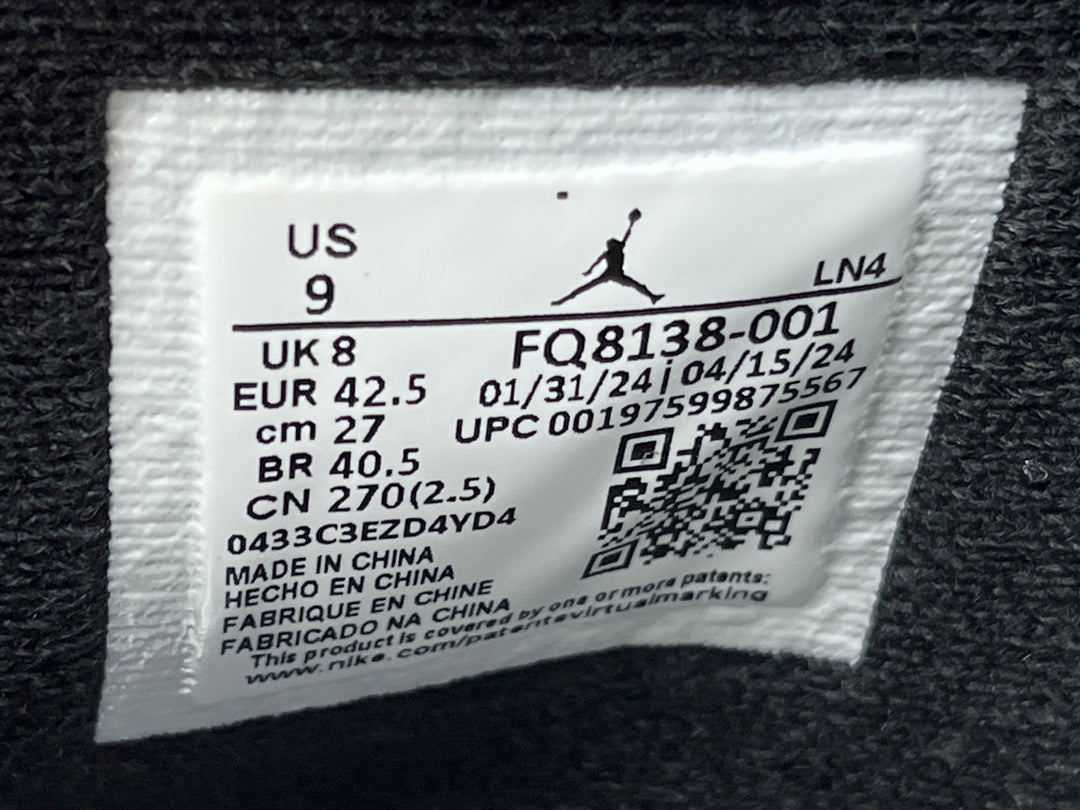 US
9
LN4
UK 8
EUR 42.5
cm 27
BR 40.5
CN 270(2.5)
FQ8138-001
01/31/24 | 04/15/24
UPC 00197599875567
0433C3EZD4YD4
MADE IN CHINA
HECHO EN CHINA
FABRIQUE EN CHINE
FABRICADO NA CHINA
This product is covered by one or more patents:
www.nike.com/patentsvirtualmarking